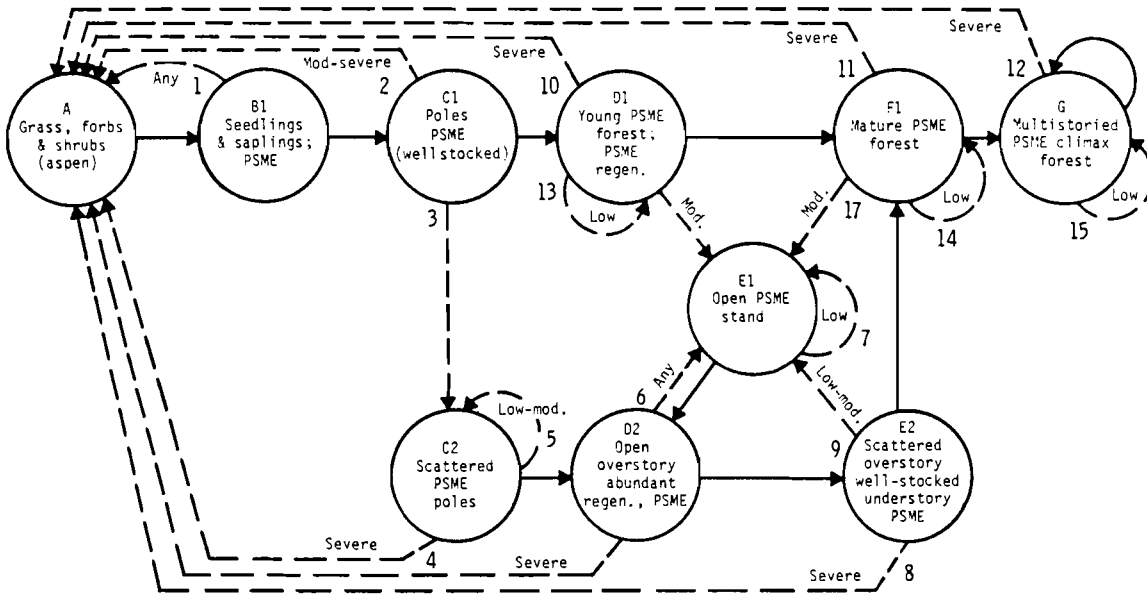 Severe
Severe
Severe
Mod-severe
Any
1
2
10
11
12
A
Grass, forbs
& shrubs
(aspen)
B1
Seedlings
& saplings;
PSME
C1
Poles
PSME
(wellstocked)
D1
Young PSME
forest;
PSME
regen.
F1
Mature PSME
forest
G
Multistoried
PSME climax
forest
3
13
Low
Mod.
Mod.
17
Low
14
Low
15
E1
Open PSME
stand
Low
7
Low-mod.
5
6
Any
Low-mod.
9
C2
Scattered
PSME
poles
D2
Open
overstory
abundant
regen., PSME
E2
Scattered
overstory
well-stocked
understory
PSME
Severe
4
Severe
Severe
8